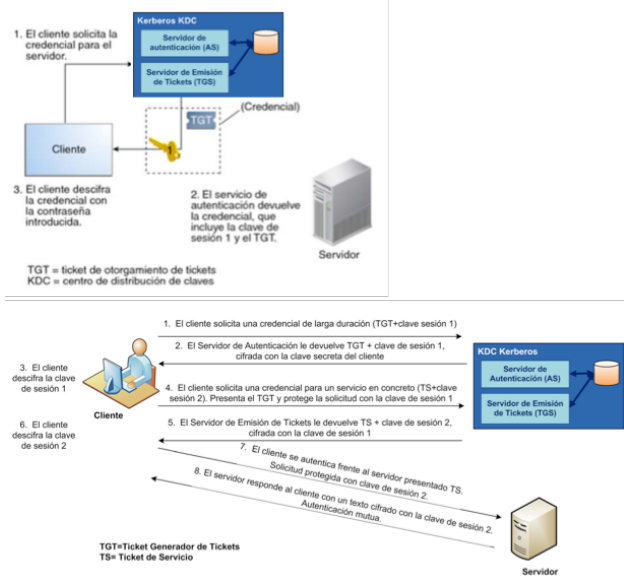 Kerberos KDC
1. El cliente solicita la
credencial para el
servidor.
Servidor de
autenticación (AS)
Servidor de Emisión
de Tickets (TGS)
(Credencial)
TGT
1
Cliente
3. El cliente descifra
la credencial con
la contraseña
introducida.
2. El servicio de
autenticación devuelve
la credencial, que
incluye la clave de
sesión 1 y el TGT.
Servidor
TGT = ticket de otorgamiento de tickets
KDC = centro de distribución de claves
1. El cliente solicita una credencial de larga duración (TGT+clave sesión 1)
2. El Servidor de Autenticación le devuelve TGT + clave de sesión 1,
cifrada con la clave secreta del cliente
KDC Kerberos
Servidor de
Autenticación (AS)
Servidor de Emisión
de Tickets (TGS)
3. El cliente
descifra la clave
de sesión 1
Cliente
4. El cliente solicita una credencial para un servicio en concreto (TS+clave
sesión 2). Presenta el TGT y protege la solicitud con la clave de sesión 1
5. El Servidor de Emisión de Tickets le devuelve TS + clave de sesión 2,
cifrada con la clave de sesión 1
6. El cliente
descifra la clave
de sesión 2
7. El cliente se autentica frente al servidor presentado TS.
Solicitud protegida con clave de sesión 2.
8. El servidor responde al cliente con un texto cifrado con la clave de sesión 2.
Autenticación mutua.
TGT=Ticket Generador de Tickets
TS= Ticket de Servicio
Servidor